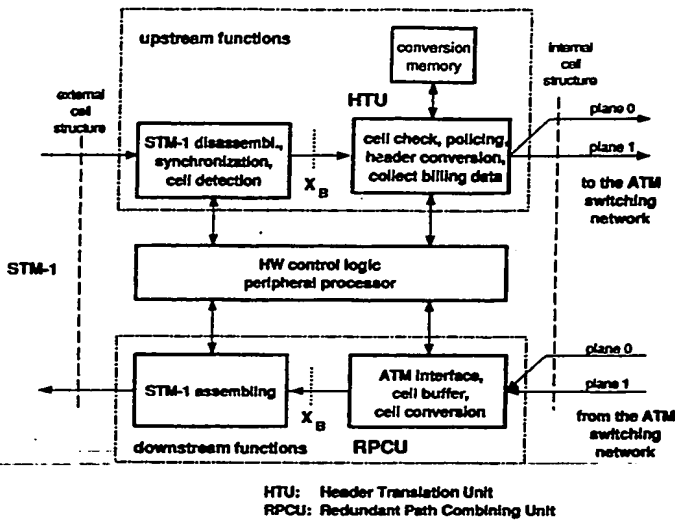 upstream functions
conversion
memory
internal
cell
structure
external
cell
structure
HTU
plane 0
STM-1 disassembl.,
synchronization,
cell detection
X B
cell check, policing,
header conversion,
collect billing data
plane 1
to the ATM
switching
network
STM-1
HW control logic
peripheral processor
plane 0
STM-1 assembling
X B
ATM interface,
cell buffer,
cell conversion
plane 1
from the ATM
switching
network
downstream functions
RPCU
HTU: Header Translation Unit
RPCU: Redundant Path Combining Unit